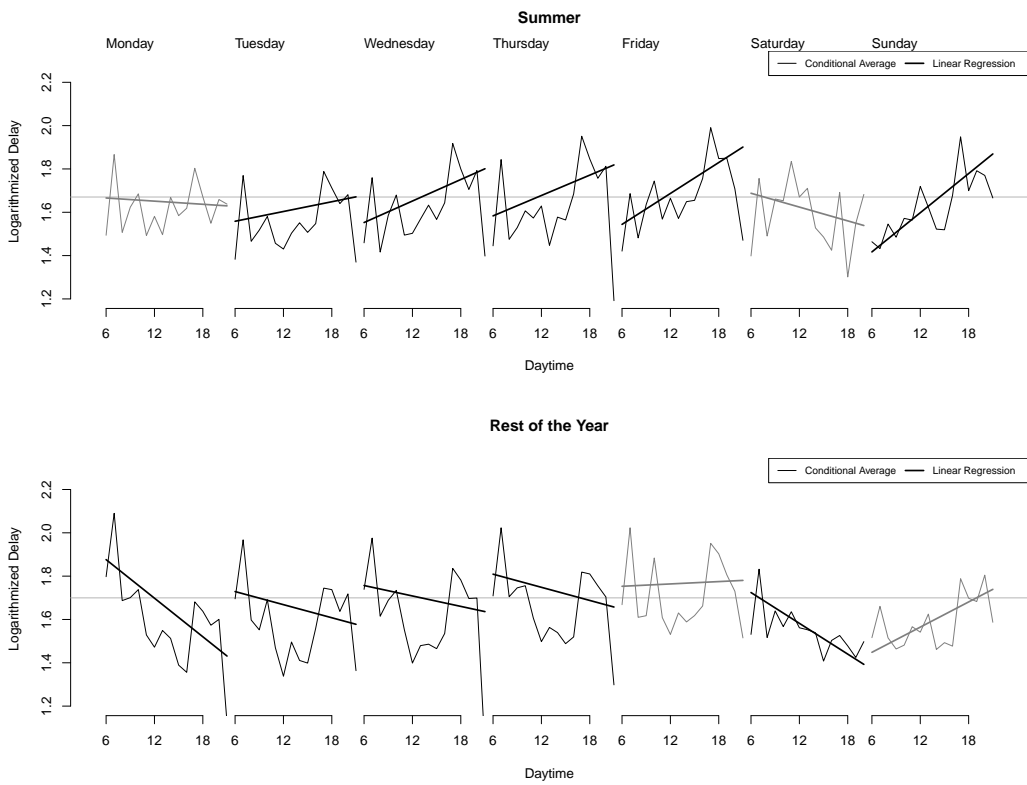 Summer
Monday Tuesday Wednesday Thursday Friday Saturday Sunday
Conditional Average Linear Regression
Logarithmized Delay
2.2
2.0
1.8
1.6
1.4
1.2
6 12 18 6 12 18 6 12 18 6 12 18 6 12 18 6 12 18 6 12 18
Daytime
Rest of the Year
Conditional Average Linear Regression
Logarithmized Delay
2.2
2.0
1.8
1.6
1.4
1.2
6 12 18 6 12 18 6 12 18 6 12 18 6 12 18 6 12 18 6 12 18
Daytime